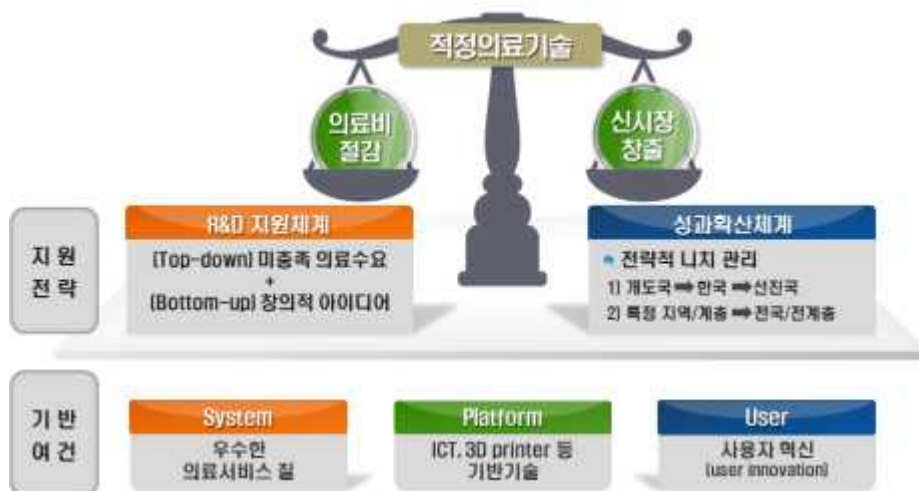 적정의료기술
의료비
절감
신시장
창출
지원
전략
R&D 지원체계
(Top-down) 미충족 의료수요
+
(Bottom-up) 창의적 아이디어
성과확산체계
전략적 니치 관리
1) 개도국 ➡ 한국 ➡ 선진국
2) 특정 지역/계층 ➡ 전국/전계층
기반
여건
System
우수한
의료서비스 질
Platform
ICT, 3D printer 등
기반기술
User
사용자 혁신
(user innovation)